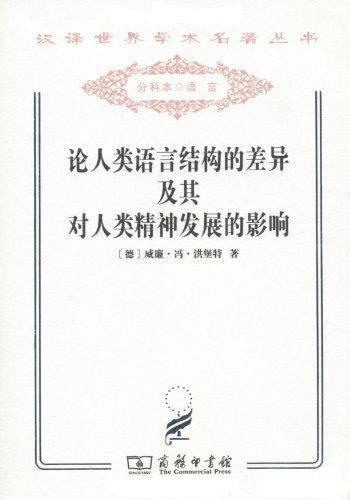 汉译世界学术名著丛书
分科本○语言
论人类语言结构的差异
及其
对人类精神发展的影响
〔德〕威廉·冯·洪堡特 著
SINCE 1897
商务印书馆
The Commercial Press